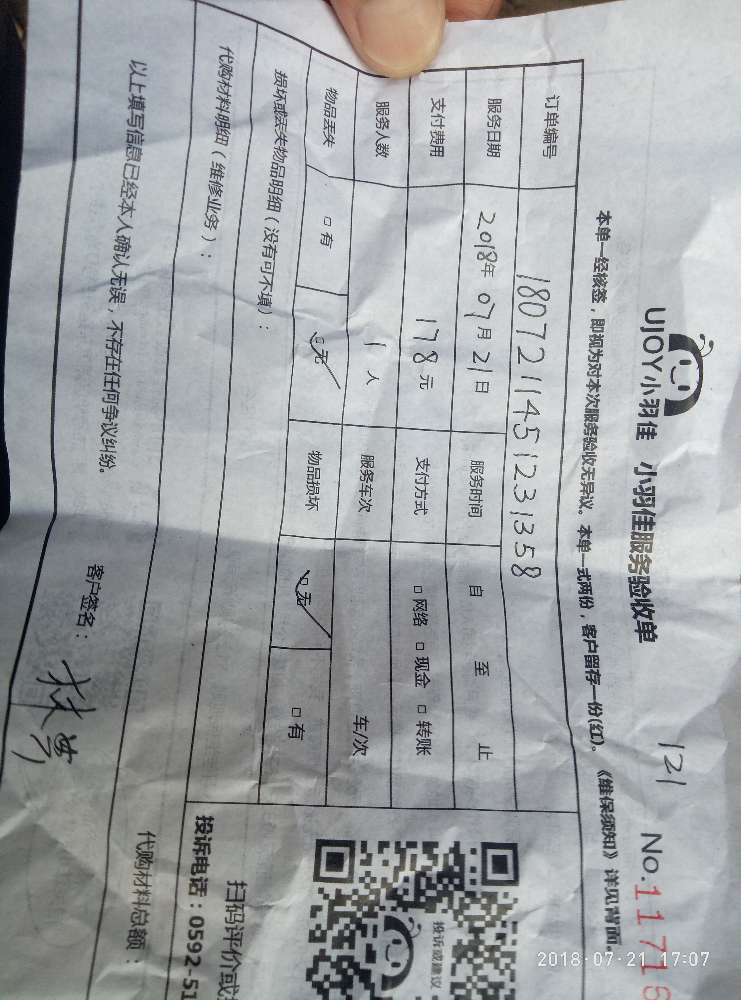 121 No.11716
UJOY小羽佳 小羽佳服务验收单
本单一经核签，即视为对本次服务验收无异议。本单一式两份，客户留存一份(红)。《维保须知》详见背面。
订单编号 1807211451231358
服务日期 2018年07月21日 服务时间 自 至 止
支付费用 178元 支付方式 □网络 □现金 □转账
服务人数 1人 服务车次 车/次
物品丢失 □有 □无 物品损坏 □无 □有
损坏或丢失物品明细（没有可不填）：
代购材料明细（维修业务）：
代购材料总额：
以上填写信息已经本人确认无误，不存在任何争议纠纷。
客户签名：
投诉或建议
扫码评价或
投诉电话：0592-51
2018-07-21 17:07